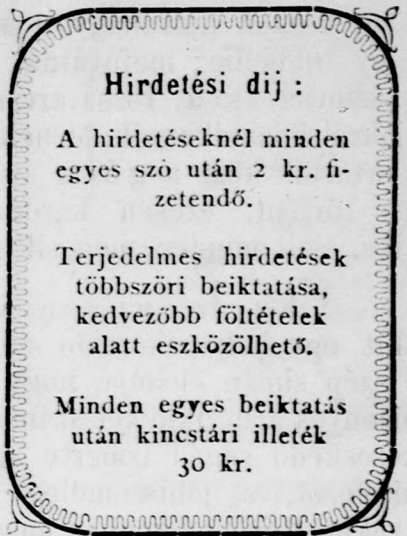 Hirdetési dij :
A hirdetéseknél minden
egyes szó után 2 kr. fi-
zetendő.
Terjedelmes hirdetések
többszöri beiktatása,
kedvezőbb föltételek
alatt eszközölhető.
Minden egyes beiktatás
után kincstári illeték
30 kr.